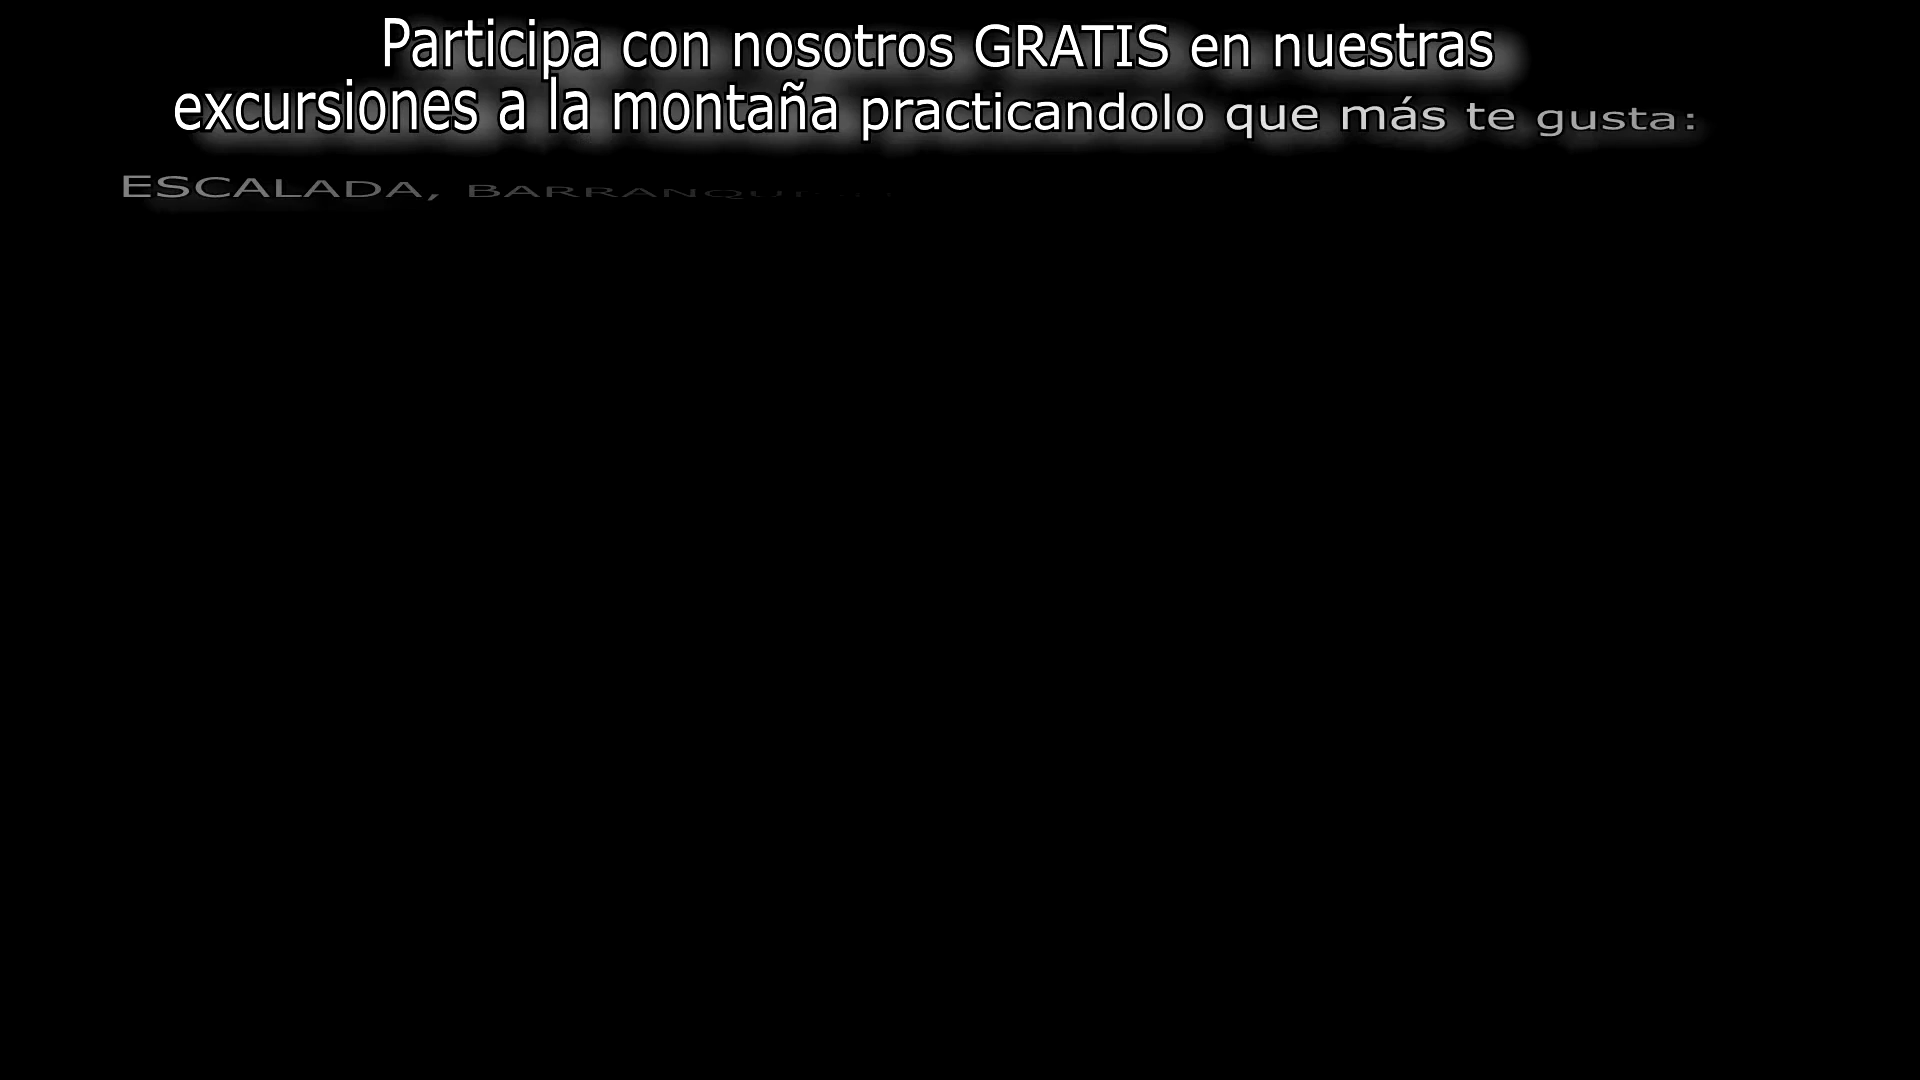 Participa con nosotros GRATIS en nuestras
excursiones a la montaña practicandolo que más te gusta:
ESCALADA,